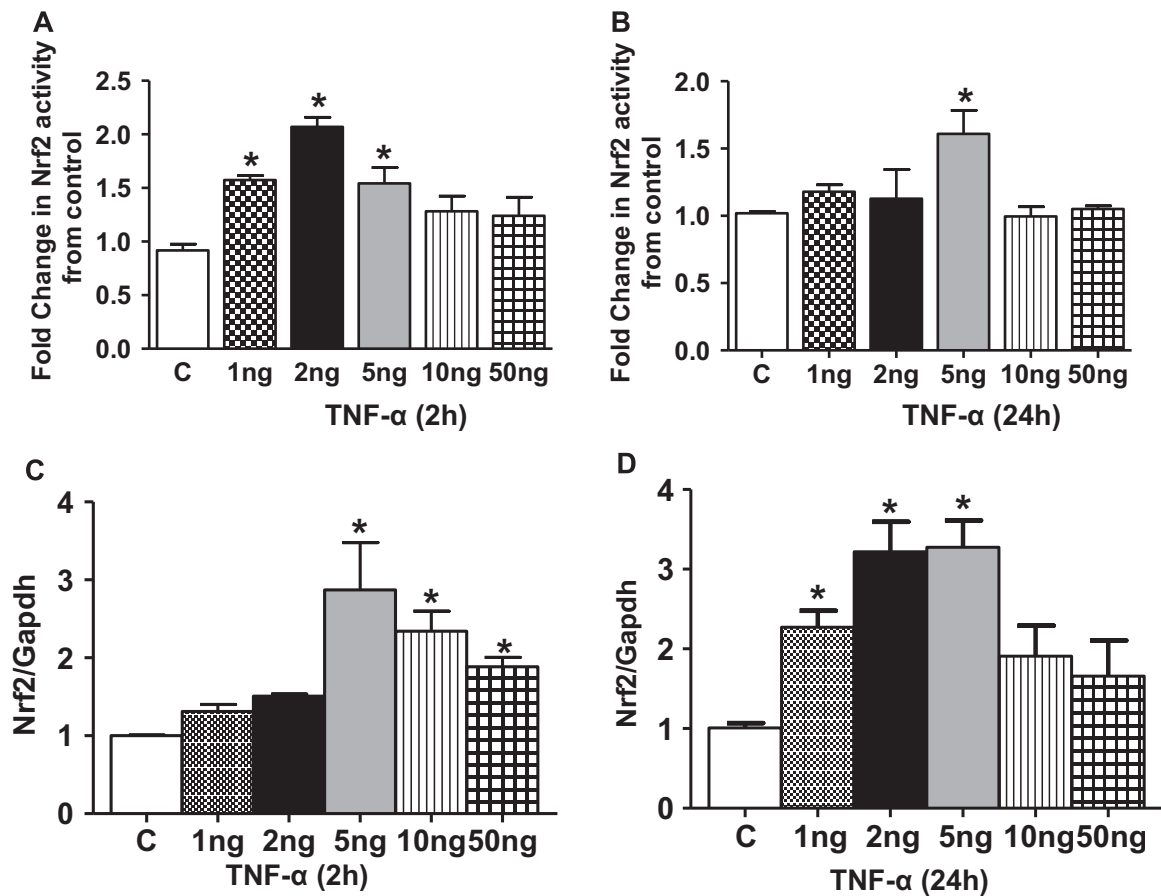 A
Fold Change in Nrf2 activity
from control
2.5
2.0
1.5
1.0
0.5
0.0
*
*
*
C 1ng 2ng 5ng 10ng 50ng
TNF-α (2h)
B
Fold Change in Nrf2 activity
from control
2.0
1.5
1.0
0.5
0.0
*
C 1ng 2ng 5ng 10ng 50ng
TNF-α (24h)
C
Nrf2/Gapdh
4
3
2
1
0
*
*
*
C 1ng 2ng 5ng 10ng 50ng
TNF-α (2h)
D
Nrf2/Gapdh
4
3
2
1
0
*
*
*
C 1ng 2ng 5ng 10ng 50ng
TNF-α (24h)